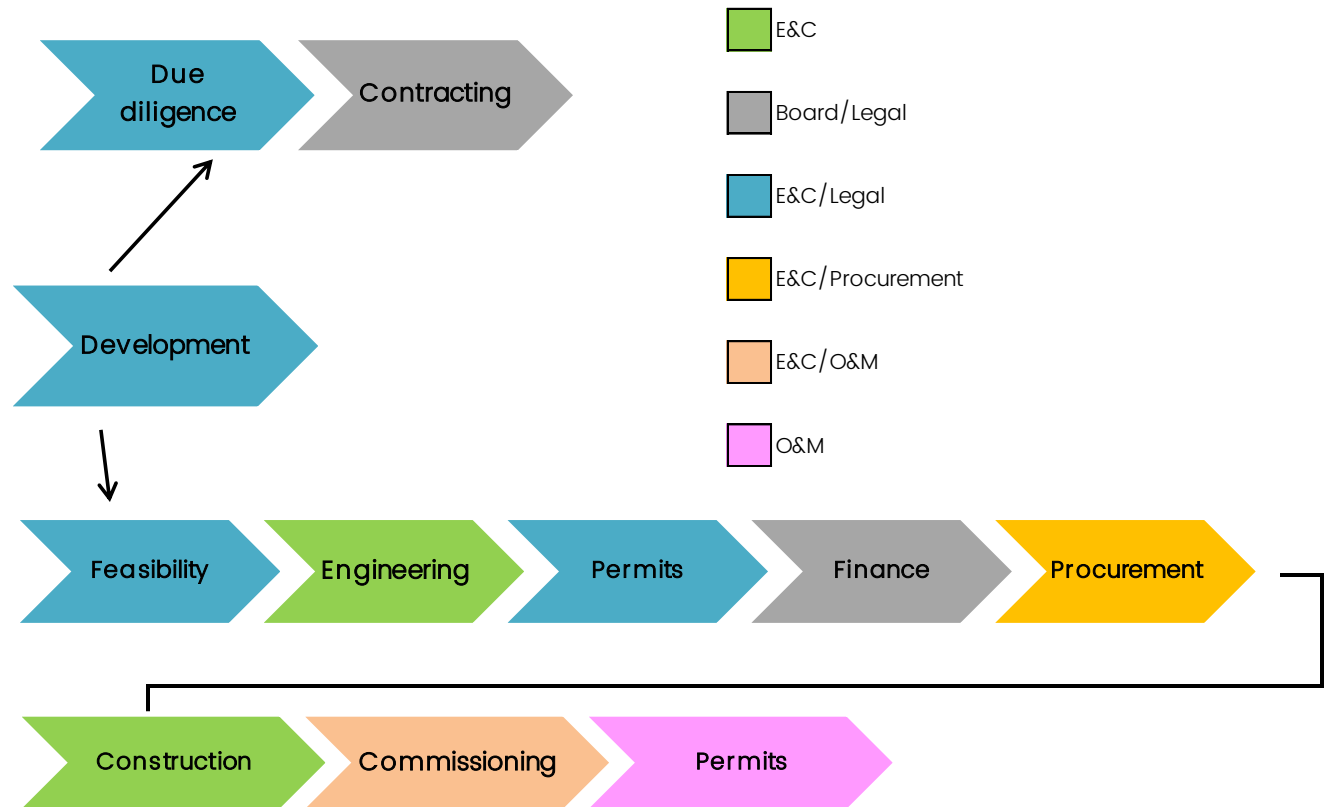 Due
diligence
Contracting
Development
E&C
Board/Legal
E&C/Legal
E&C/Procurement
E&C/O&M
O&M
Feasibility
Engineering
Permits
Finance
Procurement
Construction
Commissioning
Permits